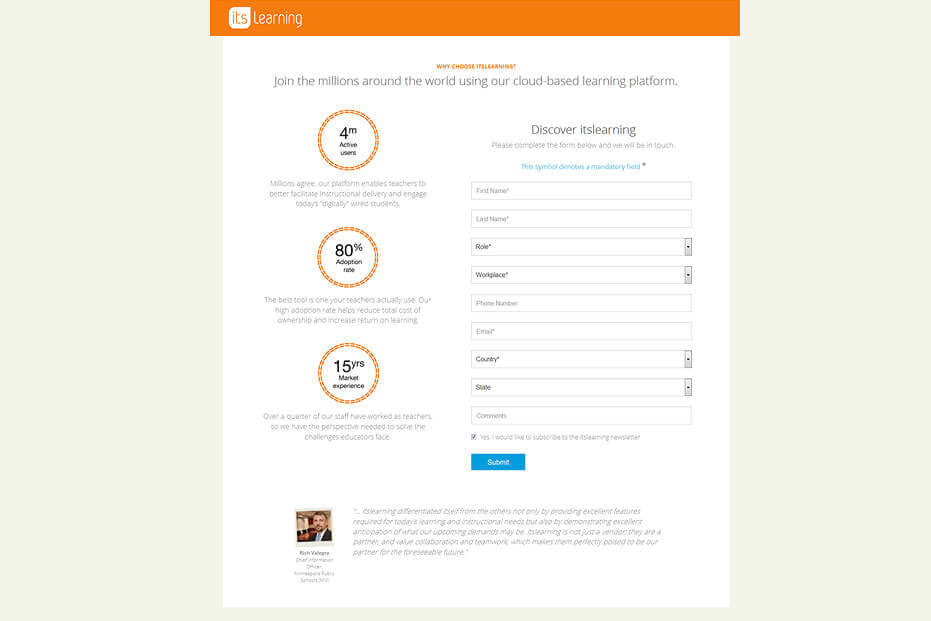 its Learning
WHY CHOOSE ITSLEARNING?
Join the millions around the world using our cloud-based learning platform.
4m
Active
users
Millions agree, our platform enables teachers to
better facilitate instructional delivery and engage
today's "digitally" wired students.
80%
Adoption
rate
The best tool is one your teachers actually use. Our
high adoption rate helps reduce total cost of
ownership and increase return on learning.
15yrs
Market
experience
Over a quarter of our staff have worked as teachers,
so we have the perspective needed to solve the
challenges educators face.
Discover itslearning
Please complete the form below and we will be in touch.
This symbol denotes a mandatory field *
First Name*
Last Name*
Role*
Workplace*
Phone Number
Email*
Country*
State
Comments
Yes, I would like to subscribe to the itslearning newsletter
Submit
Rich Valerga
Chief Information
Officer
Minneapolis Public
Schools (MN)
"... itslearning differentiated itself from the others not only by providing excellent features
required for today's learning and instructional needs but also by demonstrating excellent
anticipation of what our upcoming demands may be. itslearning is not just a vendor; they are a
partner, and value collaboration and teamwork, which makes them perfectly poised to be our
partner for the foreseeable future."